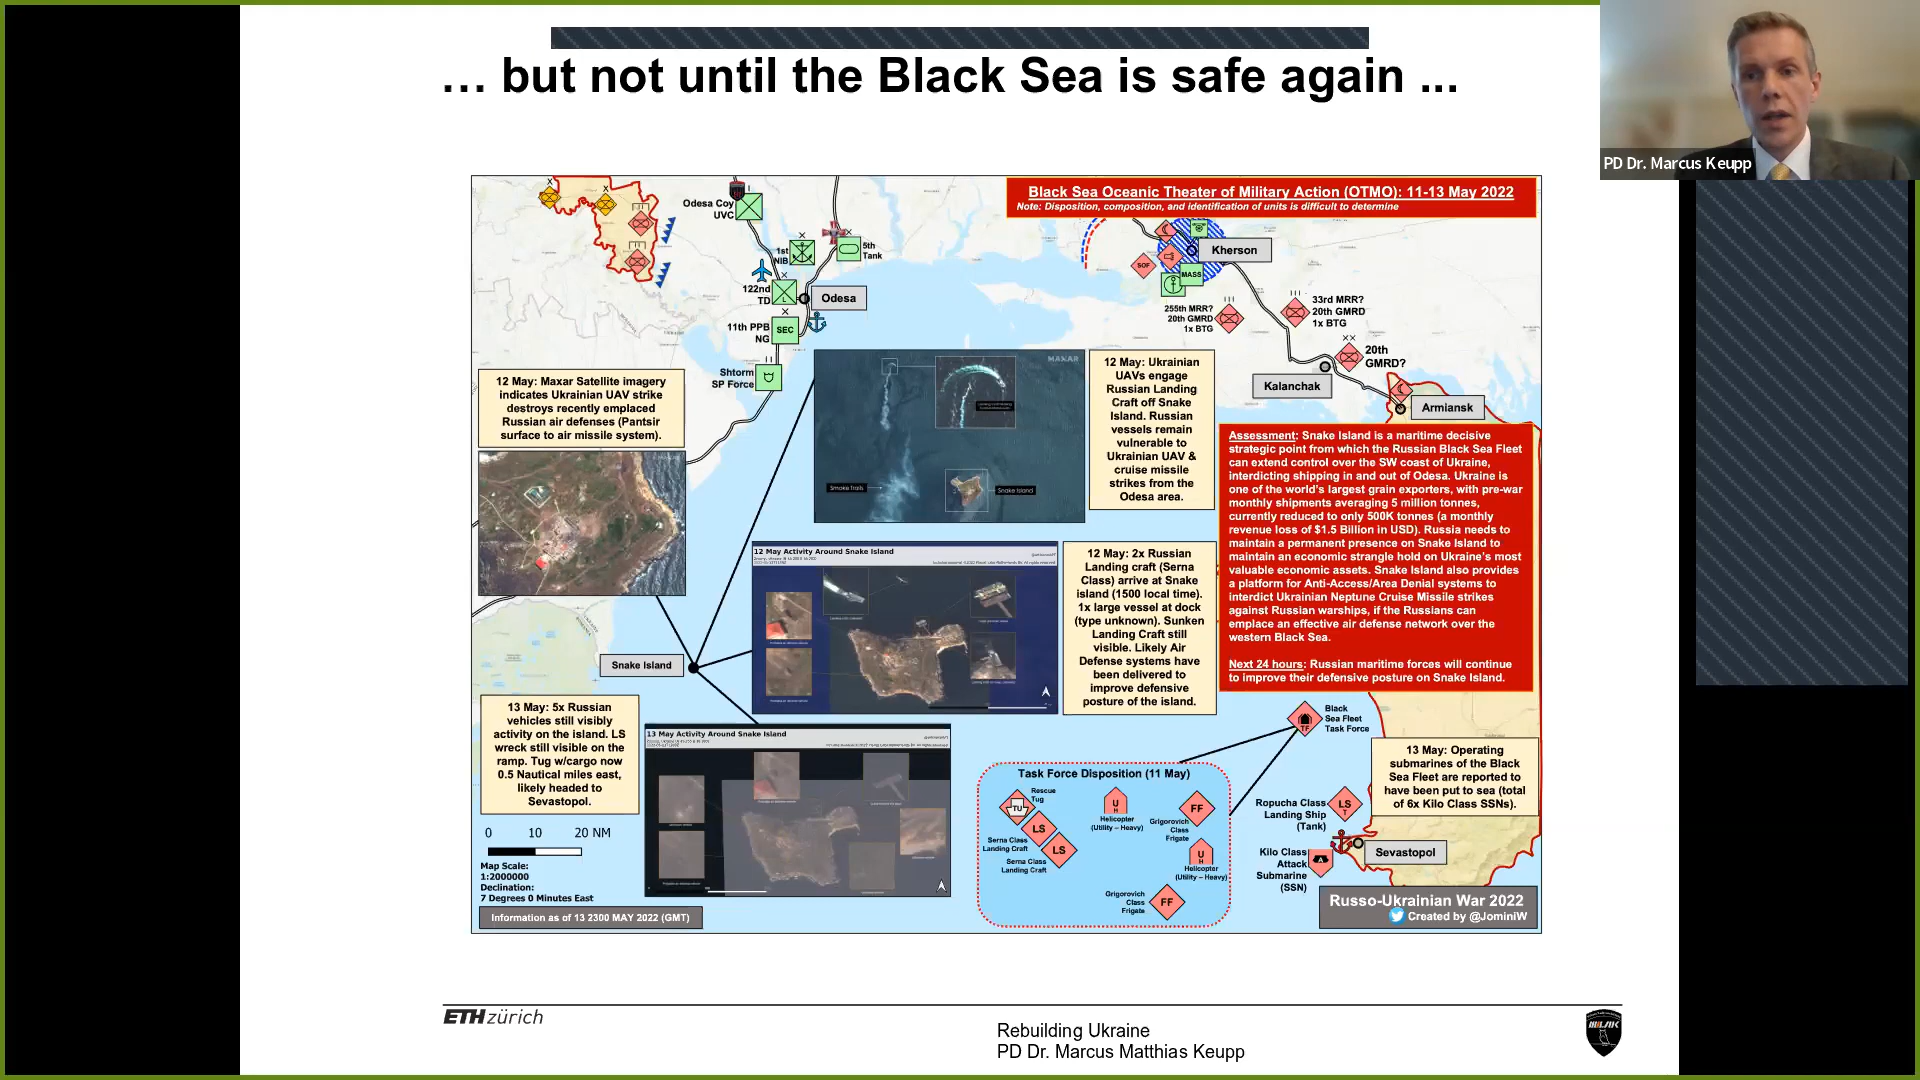 … but not until the Black Sea is safe again ...
PD Dr. Marcus Keupp
Black Sea Oceanic Theater of Military Action (OTMO): 11-13 May 2022
Note: Disposition, composition, and identification of units is difficult to determine
Odesa Coy
UVC
1st
NIB
5th
Tank
122nd
TD
Odesa
11th PPB
NG
SEC
Shtorm
SP Force
Kherson
SOF
MASS
255th MRR?
20th GMRD
1x BTG
33rd MRR?
20th GMRD
1x BTG
20th
GMRD?
Kalanchak
Armiansk
12 May: Maxar Satellite imagery
indicates Ukrainian UAV strike
destroys recently emplaced
Russian air defenses (Pantsir
surface to air missile system).
MAXAR
Smoke Trails
Snake Island
12 May: Ukrainian
UAVs engage
Russian Landing
Craft off Snake
Island. Russian
vessels remain
vulnerable to
Ukrainian UAV &
cruise missile
strikes from the
Odesa area.
Assessment: Snake Island is a maritime decisive
strategic point from which the Russian Black Sea Fleet
can extend control over the SW coast of Ukraine,
interdicting shipping in and out of Odesa. Ukraine is
one of the world's largest grain exporters, with pre-war
monthly shipments averaging 5 million tonnes,
currently reduced to only 500K tonnes (a monthly
revenue loss of $1.5 Billion in USD). Russia needs to
maintain a permanent presence on Snake Island to
maintain an economic strangle hold on Ukraine's most
valuable economic assets. Snake Island also provides
a platform for Anti-Access/Area Denial systems to
interdict Ukrainian Neptune Cruise Missile strikes
against Russian warships, if the Russians can
emplace an effective air defense network over the
western Black Sea.
Next 24 hours: Russian maritime forces will continue
to improve their defensive posture on Snake Island.
12 May Activity Around Snake Island
12 May: 2x Russian
Landing craft (Serna
Class) arrive at Snake
island (1500 local time).
1x large vessel at dock
(type unknown). Sunken
Landing Craft still
visible. Likely Air
Defense systems have
been delivered to
improve defensive
posture of the island.
Snake Island
13 May: 5x Russian
vehicles still visibly
activity on the island. LS
wreck still visible on the
ramp. Tug w/cargo now
0.5 Nautical miles east,
likely headed to
Sevastopol.
13 May Activity Around Snake Island
0 10 20 NM
Map Scale:
1:2000000
Declination:
7 Degrees 0 Minutes East
Information as of 13 2300 MAY 2022 (GMT)
Black
Sea Fleet
Task Force
TF
Task Force Disposition (11 May)
Rescue
Tug
TU
LS
Serna Class
Landing Craft
LS
Serna Class
Landing Craft
U
H
Helicopter
(Utility – Heavy)
FF
Grigorovich
Class
Frigate
U
H
Helicopter
(Utility – Heavy)
Grigorovich
Class
Frigate
FF
13 May: Operating
submarines of the Black
Sea Fleet are reported to
have been put to sea (total
of 6x Kilo Class SSNs).
Ropucha Class
Landing Ship
(Tank)
LS
T
Kilo Class
Attack
Submarine
(SSN)
A
Sevastopol
Russo-Ukrainian War 2022
Created by @JominiW
ETH zürich
Rebuilding Ukraine
PD Dr. Marcus Matthias Keupp
MILAK